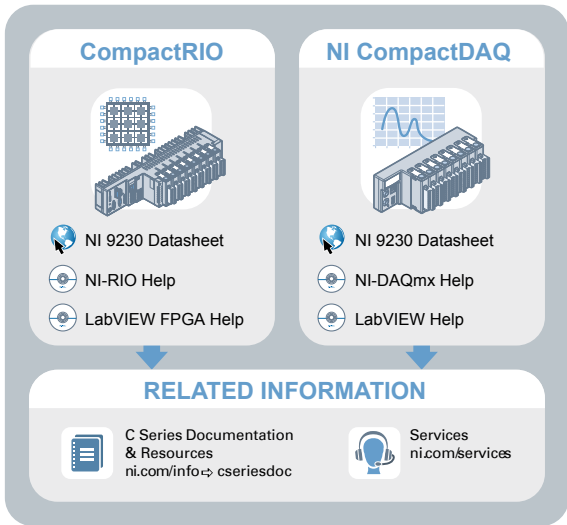 CompactRIO
NI 9230 Datasheet
NI-RIO Help
LabVIEW FPGA Help
NI CompactDAQ
NI 9230 Datasheet
NI-DAQmx Help
LabVIEW Help
RELATED INFORMATION
C Series Documentation
& Resources
ni.com/info ⇨ cseriesdoc
Services
ni.com/services